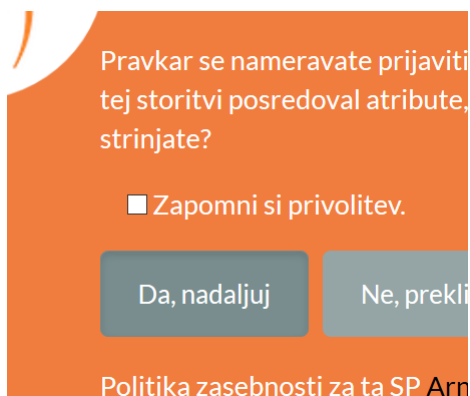 Pravkar se nameravate prijaviti
tej storitvi posredoval atribute,
strinjate?
Zapomni si privolitev.
Da, nadaljuj
Ne, prekli
Politika zasebnosti za ta SP Arn